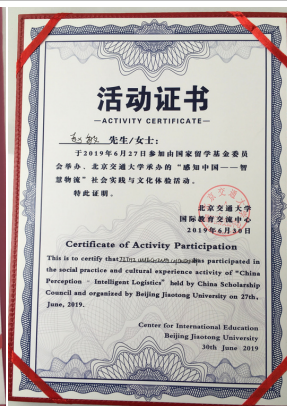 活动证书
—ACTIVITY CERTIFICATE—
先生/女士:
于2019年6月27日参加由国家留学基金委员
会举办、北京交通大学承办的“感知中国——智
慧物流”社会实践与文化体验活动。
特此证明。
北京交通大学
国际教育交流中心
2019年6月30日
Certificate of Activity Participation
This is to certify that has participated in
the social practice and cultural experience activity of "China
Perception - Intelligent Logistics" held by China Scholarship
Council and organized by Beijing Jiaotong University on 27th,
June, 2019.
Center for International Education
Beijing Jiaotong University
30th June 2019